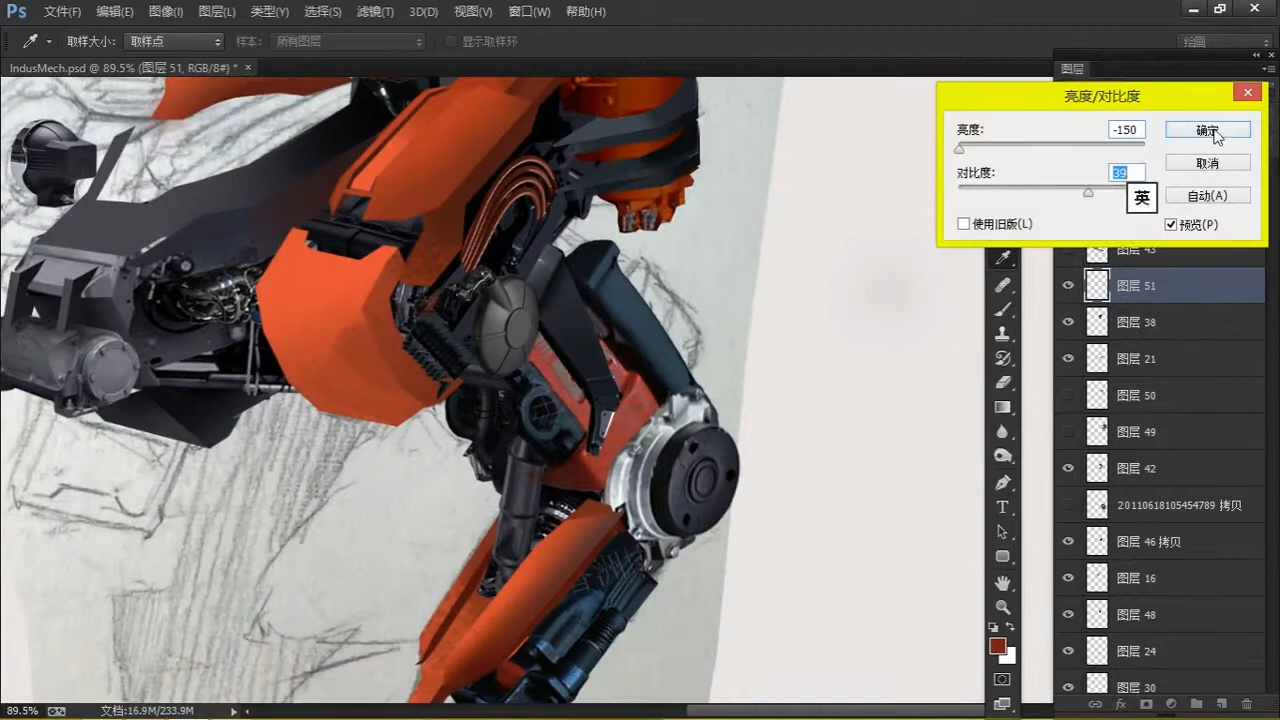 Ps 文件(F) 编辑(E) 图像(I) 图层(L) 类型(Y) 选择(S) 滤镜(T) 3D(D) 视图(V) 窗口(W) 帮助(H)
取样大小: 取样点 样本: 所有图层 显示取样环 绘画
IndusMech.psd @ 89.5% (图层 51, RGB/8#) *
图层
亮度/对比度
亮度: -150 确定
取消
对比度: 39
英
自动(A)
使用旧版(L) 预览(P)
图层 43
图层 51
图层 38
图层 21
图层 50
图层 49
图层 42
20110618105454789 拷贝
图层 46 拷贝
图层 16
图层 48
图层 24
图层 30
89.5% 文档:16.9M/233.9M